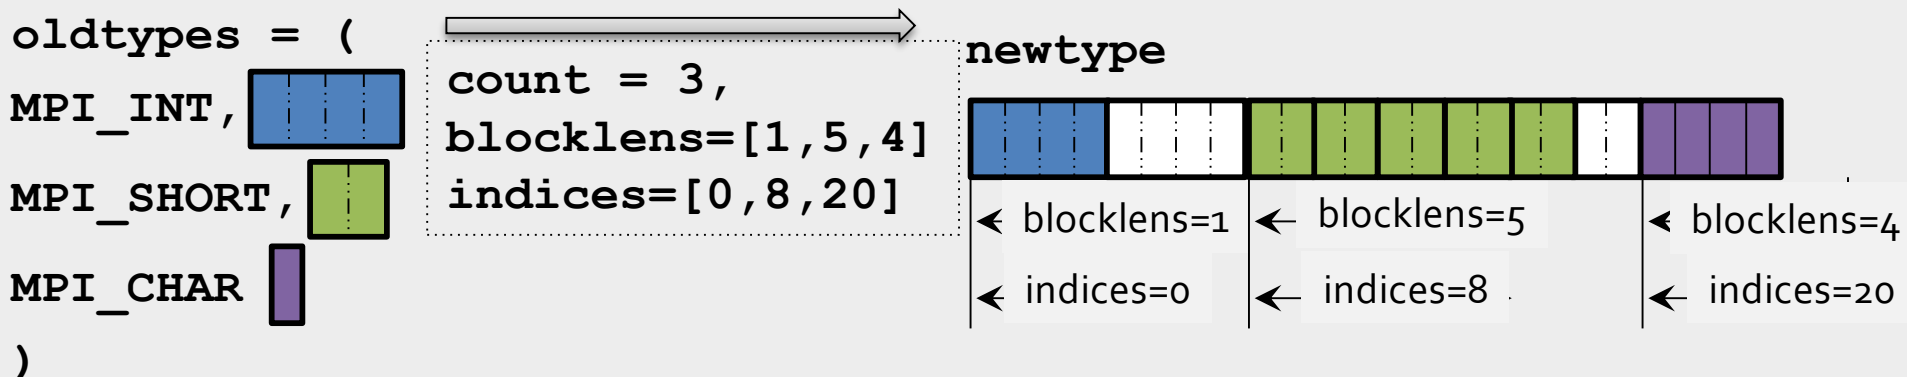 oldtypes = (
MPI_INT,
MPI_SHORT,
MPI_CHAR
)
count = 3,
blocklens=[1,5,4]
indices=[0,8,20]
newtype
blocklens=1
blocklens=5
blocklens=4
indices=0
indices=8
indices=20